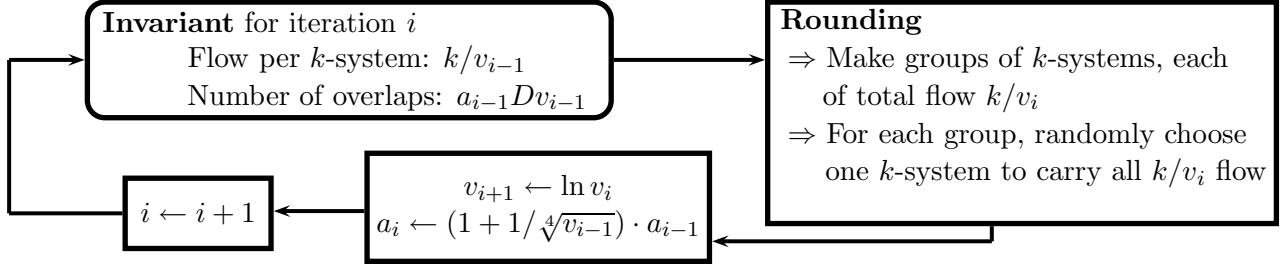 Invariant for iteration i
Flow per k-system: k/v_{i−1}
Number of overlaps: a_{i−1}Dv_{i−1}
Rounding
⇒ Make groups of k-systems, each
of total flow k/v_i
⇒ For each group, randomly choose
one k-system to carry all k/v_i flow
v_{i+1} ← ln v_i
a_i ← (1 + 1/∜v_{i−1}) · a_{i−1}
i ← i + 1